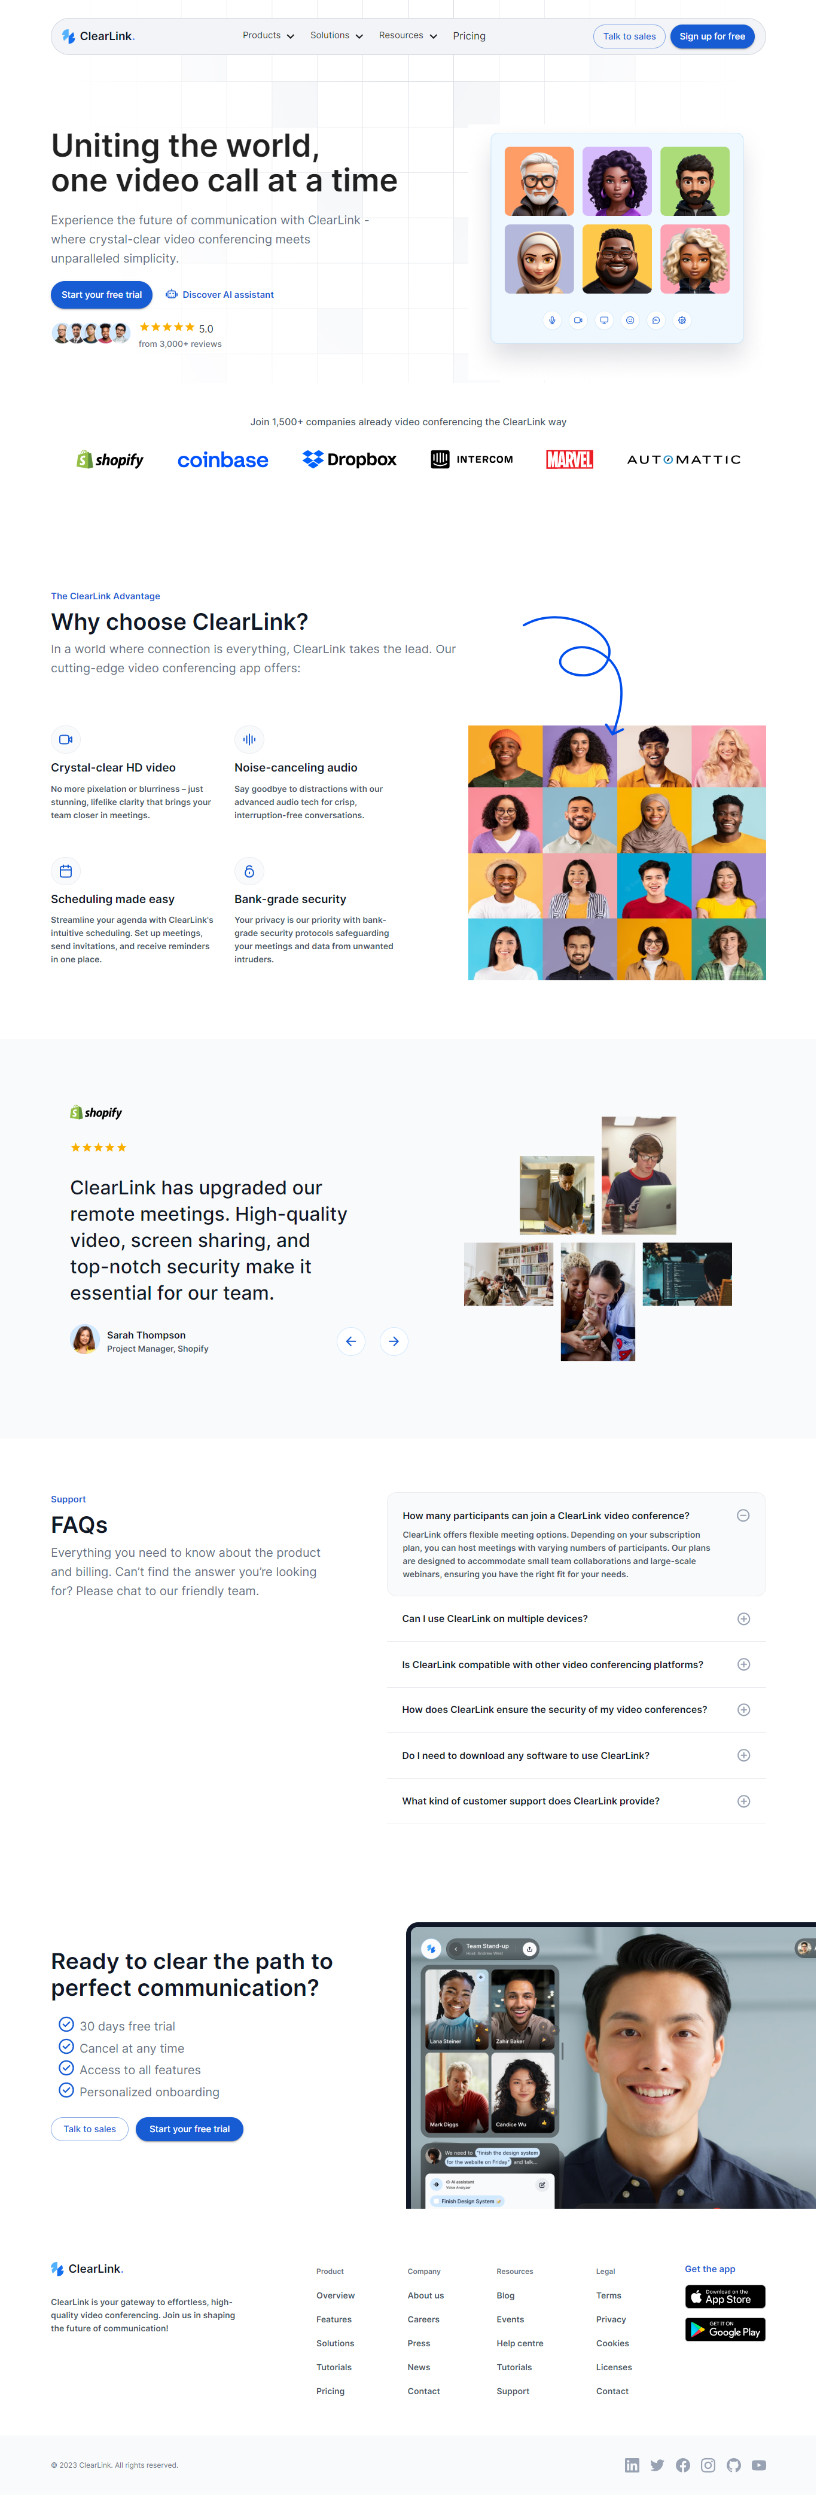 ClearLink.
Products
Solutions
Resources
Pricing
Talk to sales
Sign up for free
Uniting the world,
one video call at a time
Experience the future of communication with ClearLink -
where crystal-clear video conferencing meets
unparalleled simplicity.
Start your free trial
Discover AI assistant
5.0
from 3,000+ reviews
Join 1,500+ companies already video conferencing the ClearLink way
shopify
coinbase
Dropbox
INTERCOM
MARVEL
AUTOMATTIC
The ClearLink Advantage
Why choose ClearLink?
In a world where connection is everything, ClearLink takes the lead. Our
cutting-edge video conferencing app offers:
Crystal-clear HD video
No more pixelation or blurriness – just
stunning, lifelike clarity that brings your
team closer in meetings.
Noise-canceling audio
Say goodbye to distractions with our
advanced audio tech for crisp,
interruption-free conversations.
Scheduling made easy
Streamline your agenda with ClearLink's
intuitive scheduling. Set up meetings,
send invitations, and receive reminders
in one place.
Bank-grade security
Your privacy is our priority with bank-
grade security protocols safeguarding
your meetings and data from unwanted
intruders.
shopify
ClearLink has upgraded our
remote meetings. High-quality
video, screen sharing, and
top-notch security make it
essential for our team.
Sarah Thompson
Project Manager, Shopify
Support
FAQs
Everything you need to know about the product
and billing. Can't find the answer you're looking
for? Please chat to our friendly team.
How many participants can join a ClearLink video conference?
ClearLink offers flexible meeting options. Depending on your subscription
plan, you can host meetings with varying numbers of participants. Our plans
are designed to accommodate small team collaborations and large-scale
webinars, ensuring you have the right fit for your needs.
Can I use ClearLink on multiple devices?
Is ClearLink compatible with other video conferencing platforms?
How does ClearLink ensure the security of my video conferences?
Do I need to download any software to use ClearLink?
What kind of customer support does ClearLink provide?
Ready to clear the path to
perfect communication?
30 days free trial
Cancel at any time
Access to all features
Personalized onboarding
Talk to sales
Start your free trial
Team Stand-up
Lana Steiner
Zahir Baker
Mark Diggs
Candice Wu
We need to "finish the design system
for the website on Friday" and talk...
AI assistant
Finish Design System
ClearLink.
ClearLink is your gateway to effortless, high-
quality video conferencing. Join us in shaping
the future of communication!
Product
Overview
Features
Solutions
Tutorials
Pricing
Company
About us
Careers
Press
News
Contact
Resources
Blog
Events
Help centre
Tutorials
Support
Legal
Terms
Privacy
Cookies
Licenses
Contact
Get the app
Download on the
App Store
GET IT ON
Google Play
© 2023 ClearLink. All rights reserved.